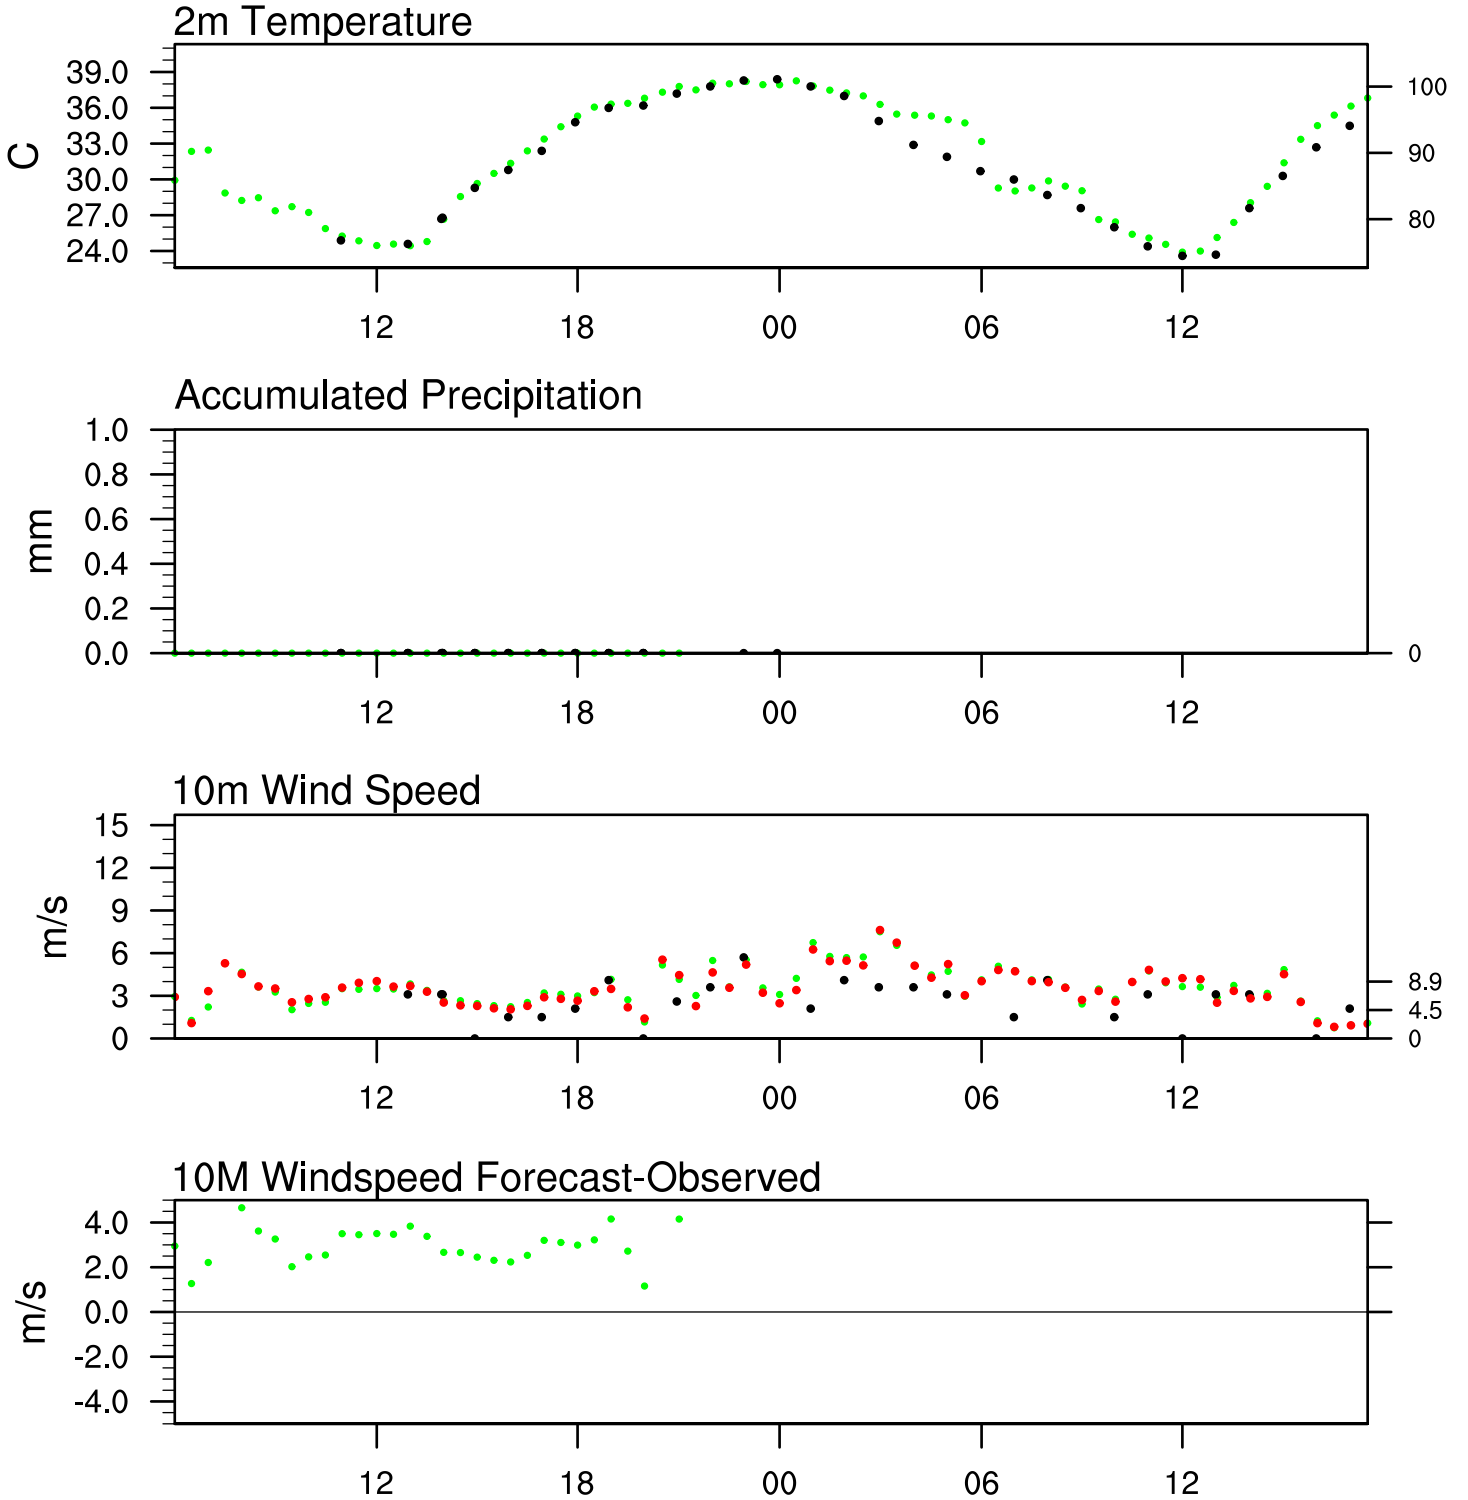 2m Temperature
39.0
36.0
33.0
30.0
27.0
24.0
C
100
90
80
12 18 00 06 12
Accumulated Precipitation
1.0
0.8
0.6
0.4
0.2
0.0
mm
0
12 18 00 06 12
10m Wind Speed
15
12
9
6
3
0
m/s
8.9
4.5
0
12 18 00 06 12
10M Windspeed Forecast-Observed
4.0
2.0
0.0
-2.0
-4.0
m/s
12 18 00 06 12